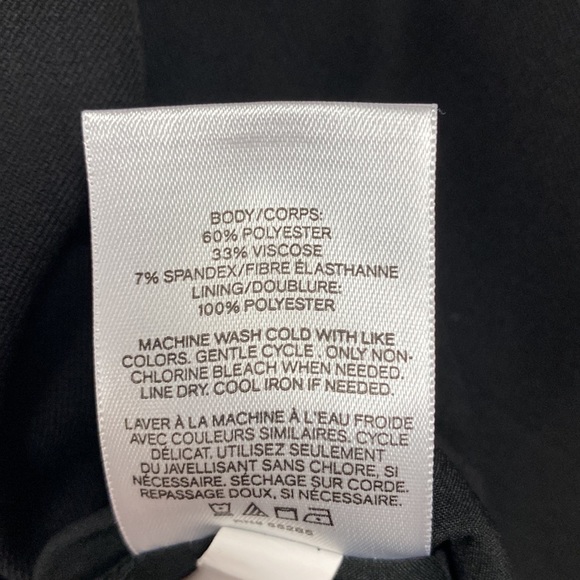 BODY/CORPS:
60% POLYESTER
33% VISCOSE
7% SPANDEX/FIBRE ÉLASTHANNE
LINING/DOUBLURE:
100% POLYESTER
MACHINE WASH COLD WITH LIKE
COLORS. GENTLE CYCLE. ONLY NON-
CHLORINE BLEACH WHEN NEEDED.
LINE DRY. COOL IRON IF NEEDED.
LAVER À LA MACHINE À L'EAU FROIDE
AVEC COULEURS SIMILAIRES. CYCLE
DÉLICAT. UTILISEZ SEULEMENT
DU JAVELLISANT SANS CHLORE, SI
NÉCESSAIRE. SÉCHAGE SUR CORDE.
REPASSAGE DOUX, SI NÉCESSAIRE.